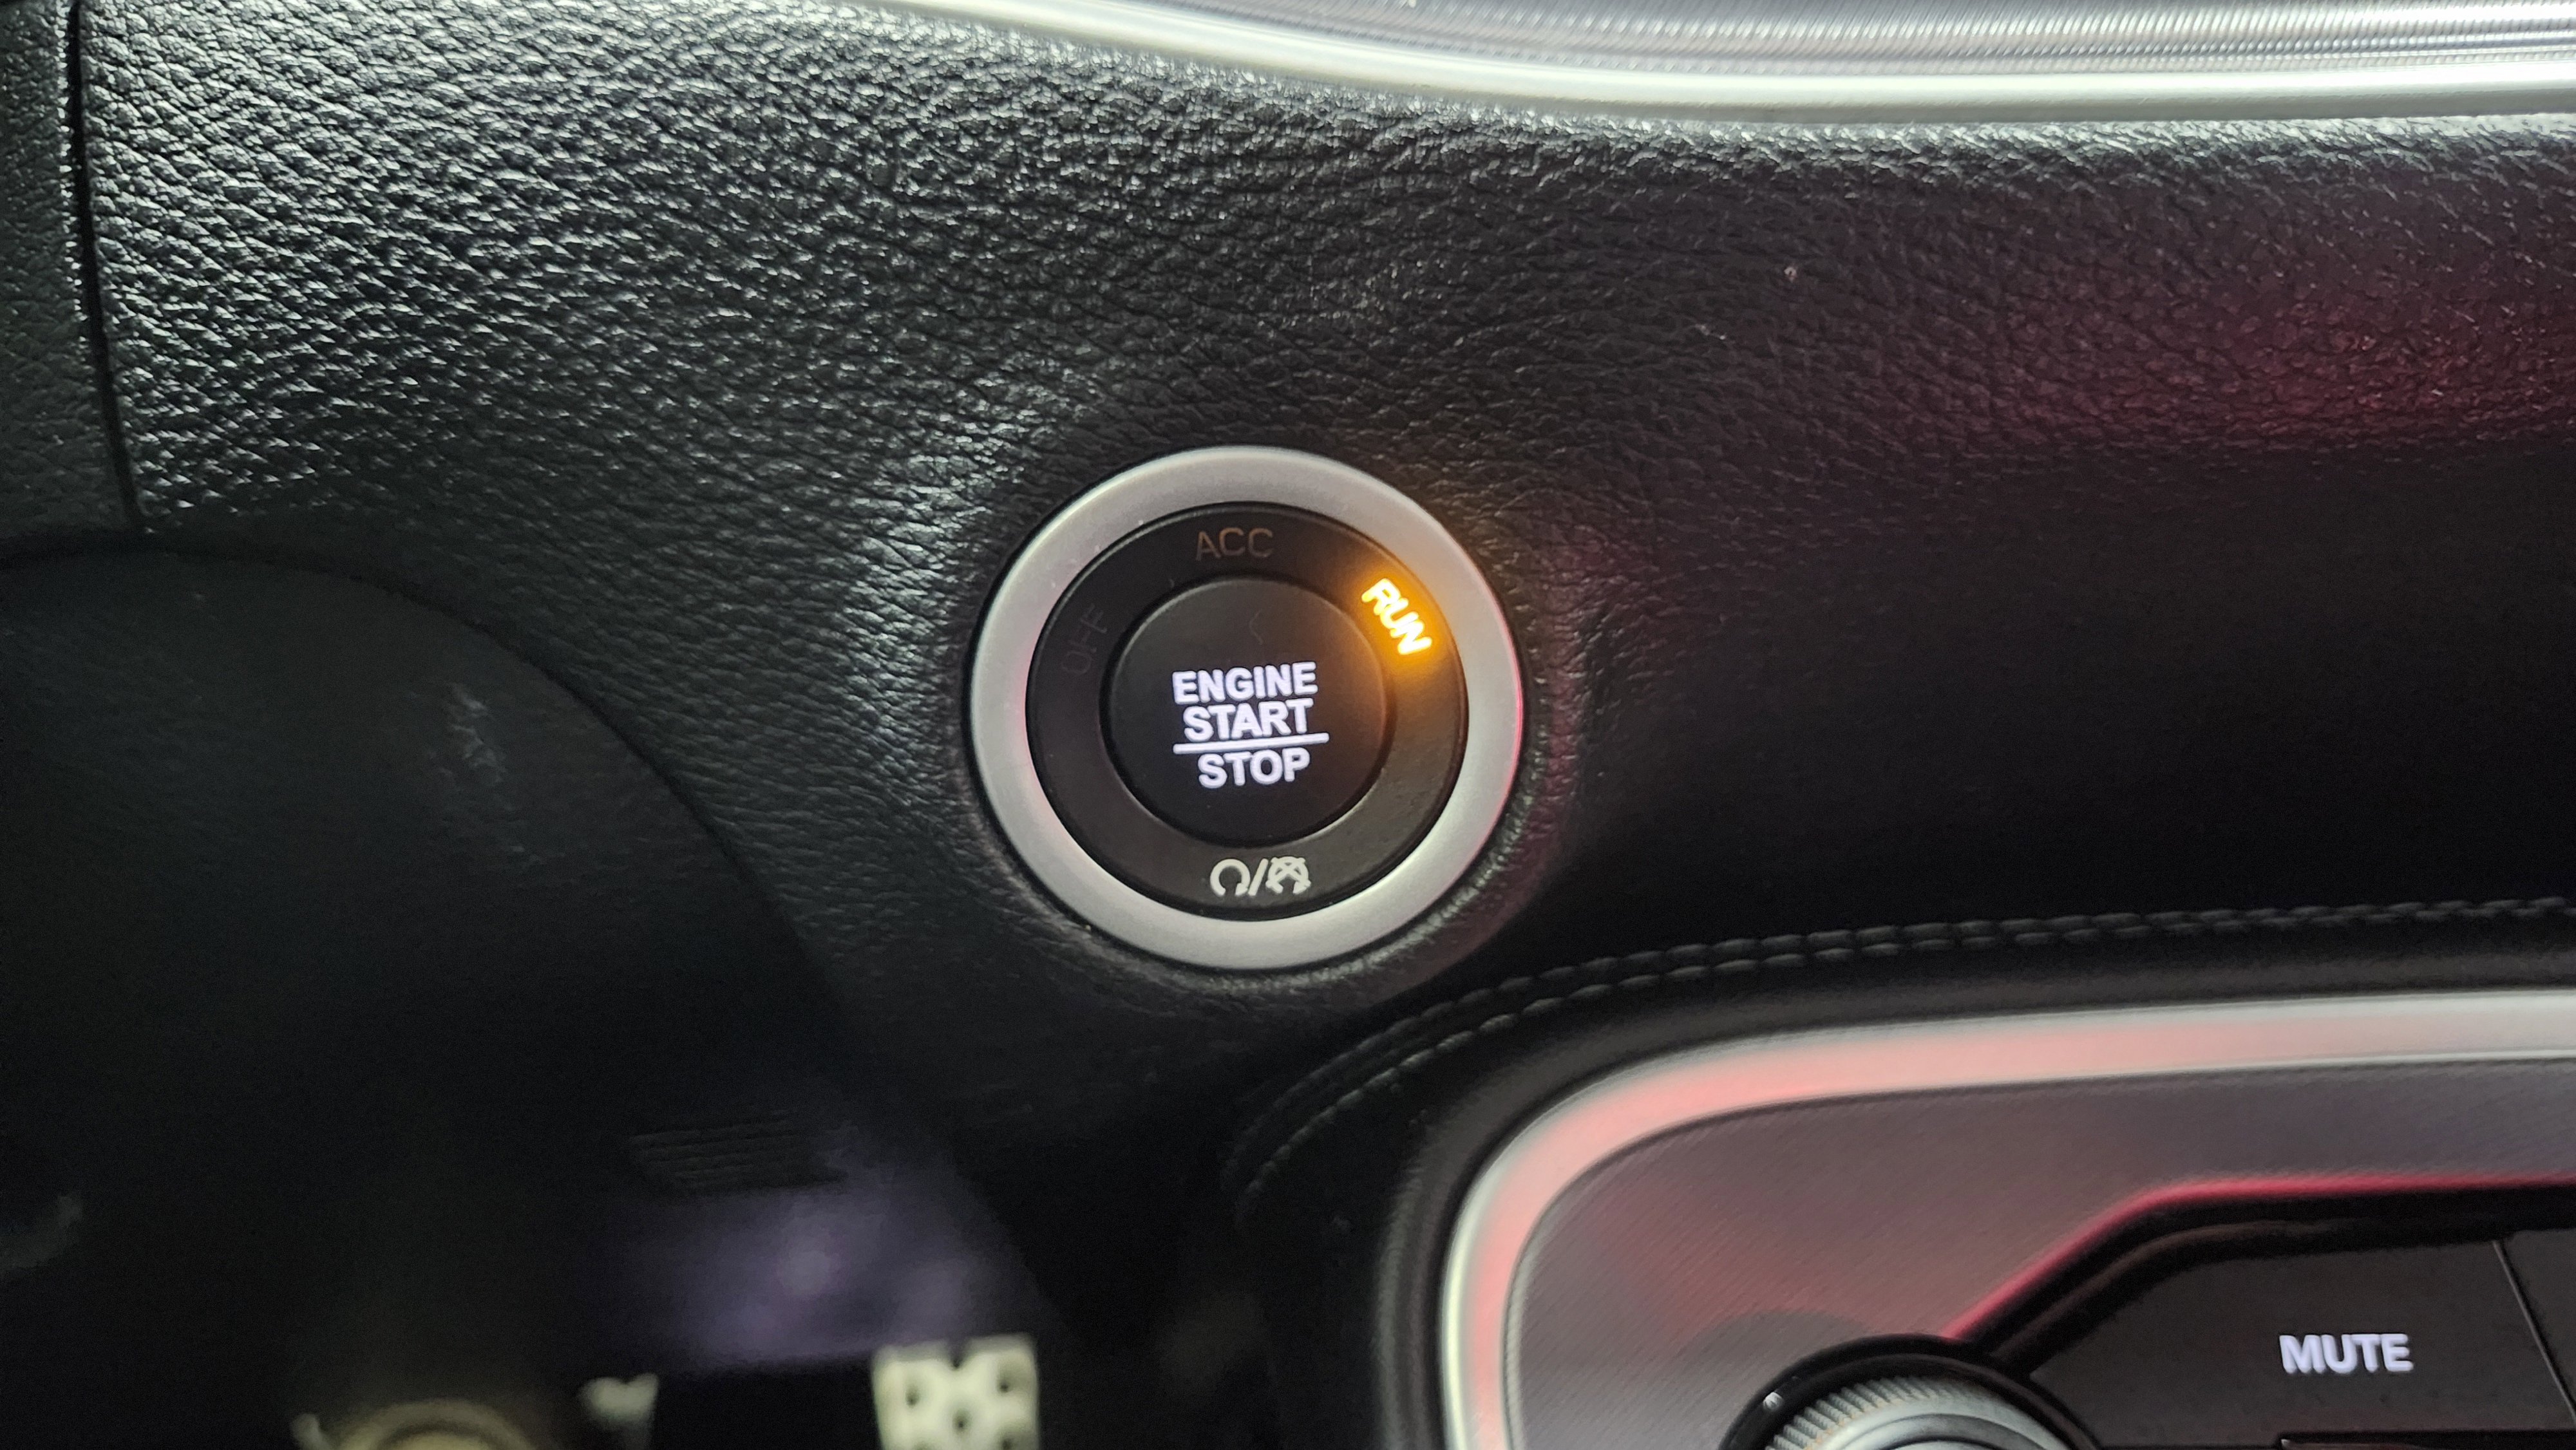 ACC
RUN
OFF
ENGINE
START
STOP
MUTE